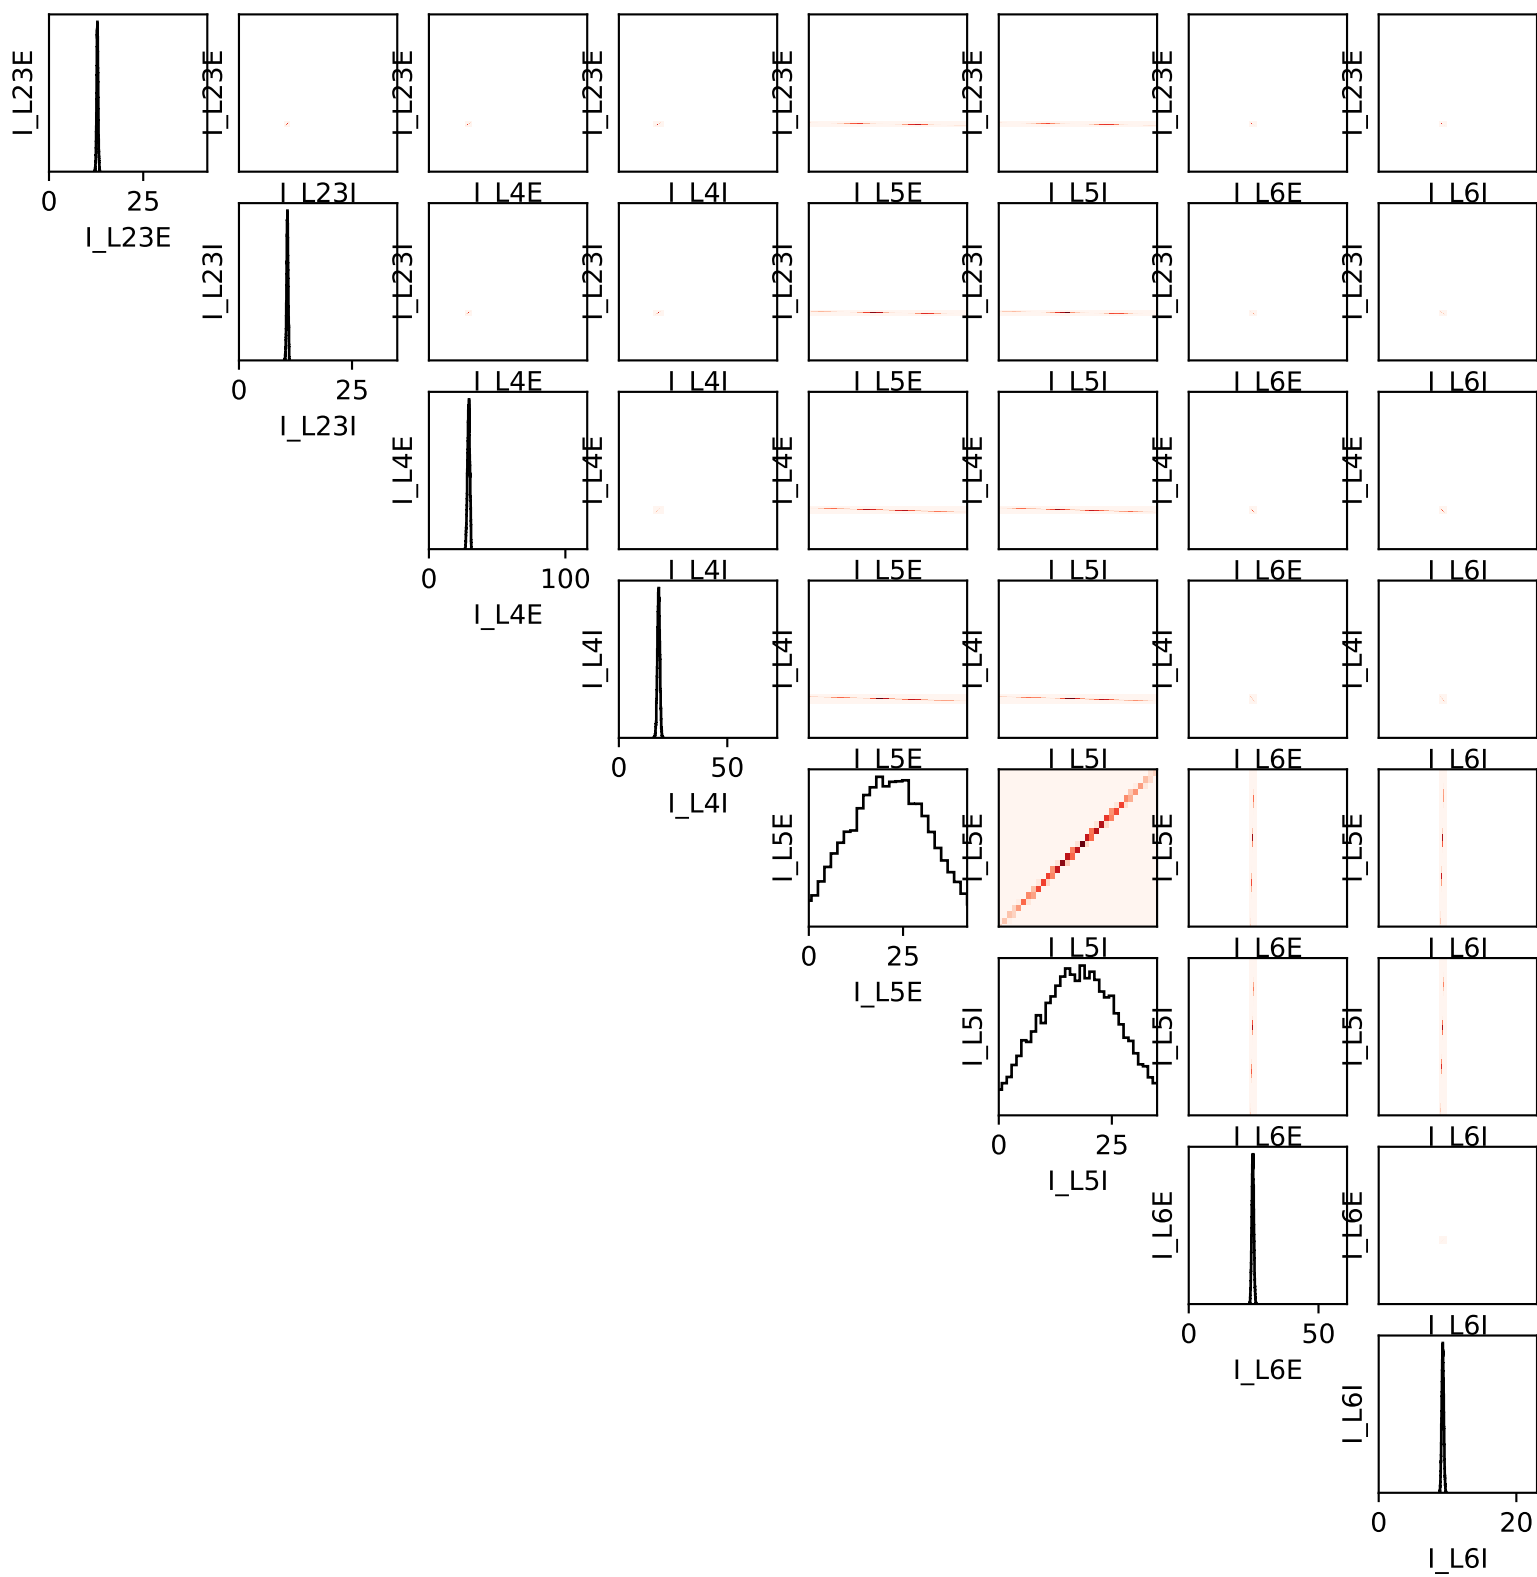 I_L23E I_L23E I_L23E I_L23E I_L23E I_L23E I_L23E I_L23E
0 25 I_L23I I_L4E I_L4I I_L5E I_L5I I_L6E I_L6I
I_L23E
I_L23I I_L23I I_L23I I_L23I I_L23I I_L23I I_L23I
0 25 I_L4E I_L4I I_L5E I_L5I I_L6E I_L6I
I_L23I
I_L4E I_L4E I_L4E I_L4E I_L4E I_L4E
0 100 I_L4I I_L5E I_L5I I_L6E I_L6I
I_L4E
I_L4I I_L4I I_L4I I_L4I I_L4I
0 50 I_L5E I_L5I I_L6E I_L6I
I_L4I
I_L5E I_L5E I_L5E I_L5E
0 25 I_L5I I_L6E I_L6I
I_L5E
I_L5I I_L5I I_L5I
0 25 I_L6E I_L6I
I_L5I
I_L6E I_L6E
0 50 I_L6I
I_L6E
I_L6I
0 20
I_L6I